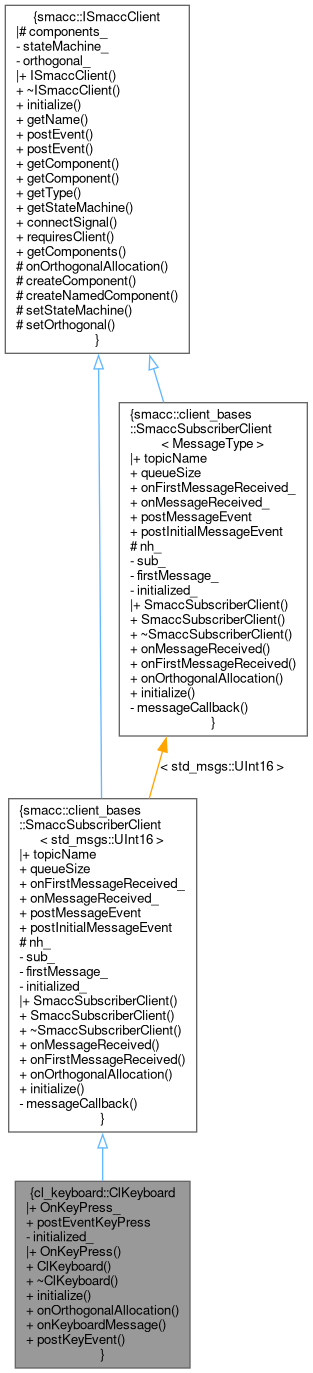 {smacc::ISmaccClient
|# components_
- stateMachine_
- orthogonal_
|+ ISmaccClient()
+ ~ISmaccClient()
+ initialize()
+ getName()
+ postEvent()
+ postEvent()
+ getComponent()
+ getComponent()
+ getType()
+ getStateMachine()
+ connectSignal()
+ requiresClient()
+ getComponents()
# onOrthogonalAllocation()
# createComponent()
# createNamedComponent()
# setStateMachine()
# setOrthogonal()
}
{smacc::client_bases
::SmaccSubscriberClient
< MessageType >
|+ topicName
+ queueSize
+ onFirstMessageReceived_
+ onMessageReceived_
+ postMessageEvent
+ postInitialMessageEvent
# nh_
- sub_
- firstMessage_
- initialized_
|+ SmaccSubscriberClient()
+ SmaccSubscriberClient()
+ ~SmaccSubscriberClient()
+ onMessageReceived()
+ onFirstMessageReceived()
+ onOrthogonalAllocation()
+ initialize()
- messageCallback()
}
< std_msgs::UInt16 >
{smacc::client_bases
::SmaccSubscriberClient
< std_msgs::UInt16 >
|+ topicName
+ queueSize
+ onFirstMessageReceived_
+ onMessageReceived_
+ postMessageEvent
+ postInitialMessageEvent
# nh_
- sub_
- firstMessage_
- initialized_
|+ SmaccSubscriberClient()
+ SmaccSubscriberClient()
+ ~SmaccSubscriberClient()
+ onMessageReceived()
+ onFirstMessageReceived()
+ onOrthogonalAllocation()
+ initialize()
- messageCallback()
}
{cl_keyboard::ClKeyboard
|+ OnKeyPress_
+ postEventKeyPress
- initialized_
|+ OnKeyPress()
+ ClKeyboard()
+ ~ClKeyboard()
+ initialize()
+ onOrthogonalAllocation()
+ onKeyboardMessage()
+ postKeyEvent()
}